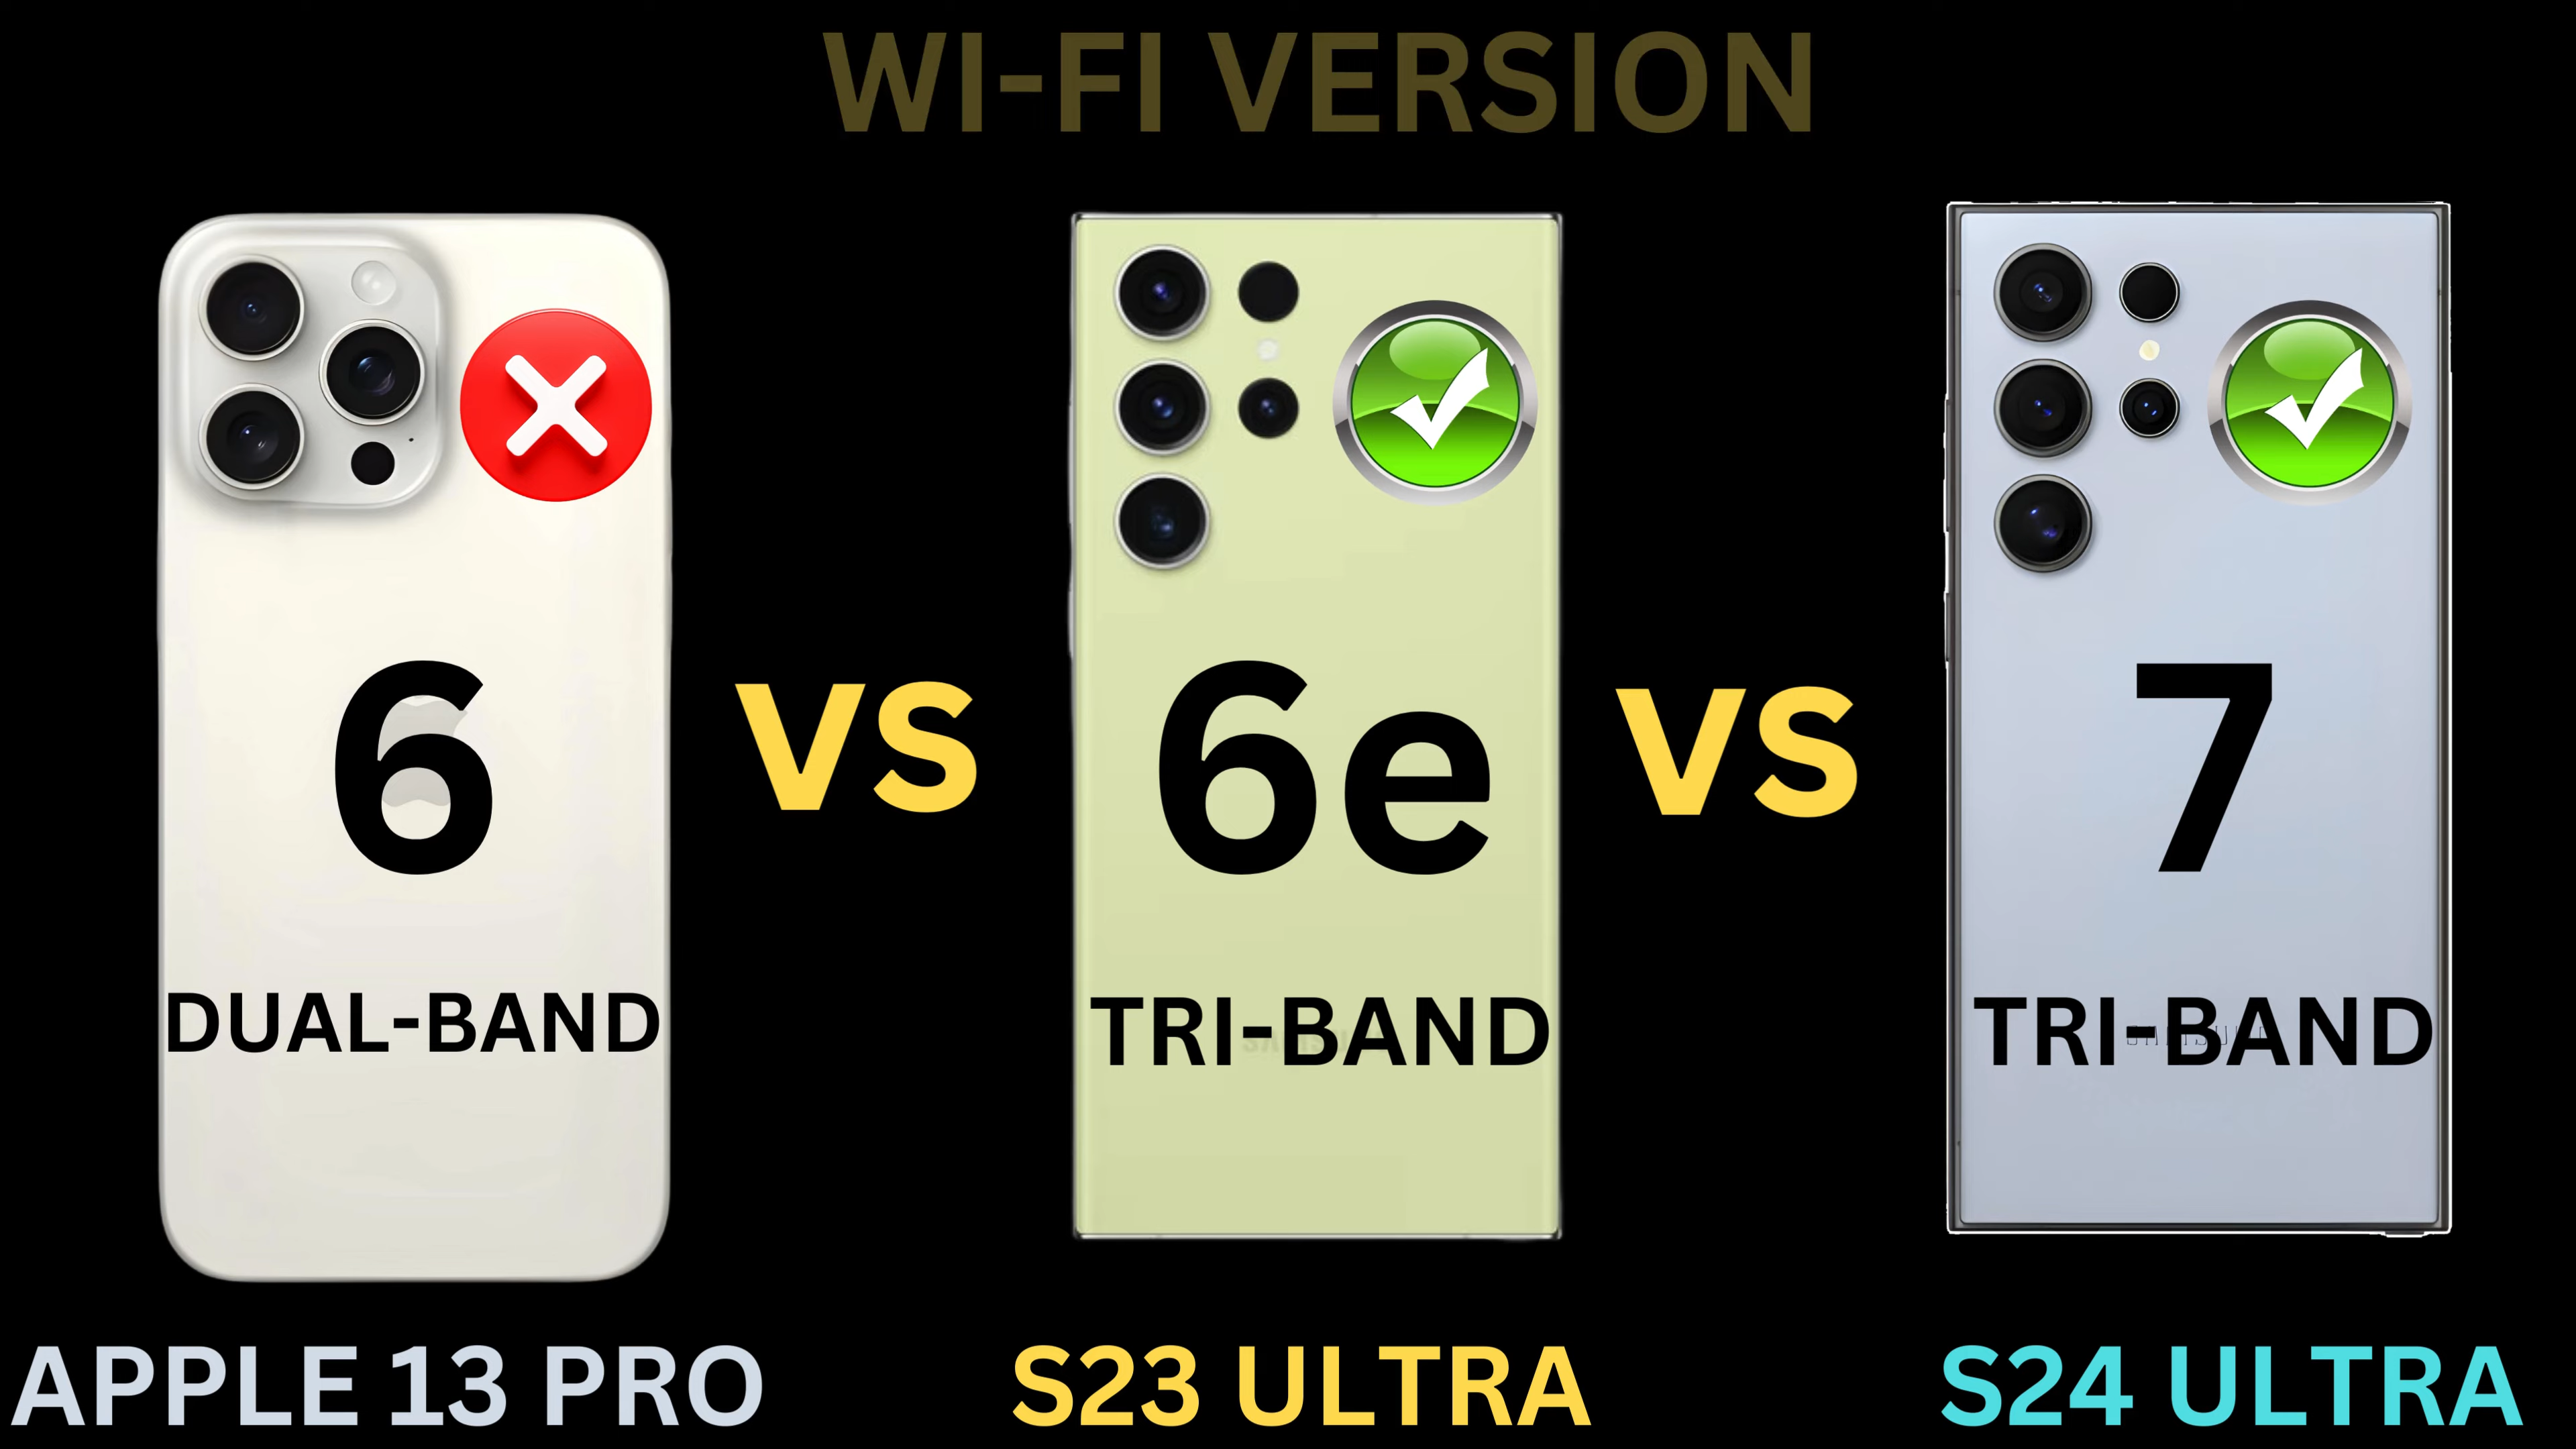 WI-FI VERSION
6
VS
6e
VS
7
DUAL-BAND
TRI-BAND
TRI-BAND
APPLE 13 PRO
S23 ULTRA
S24 ULTRA